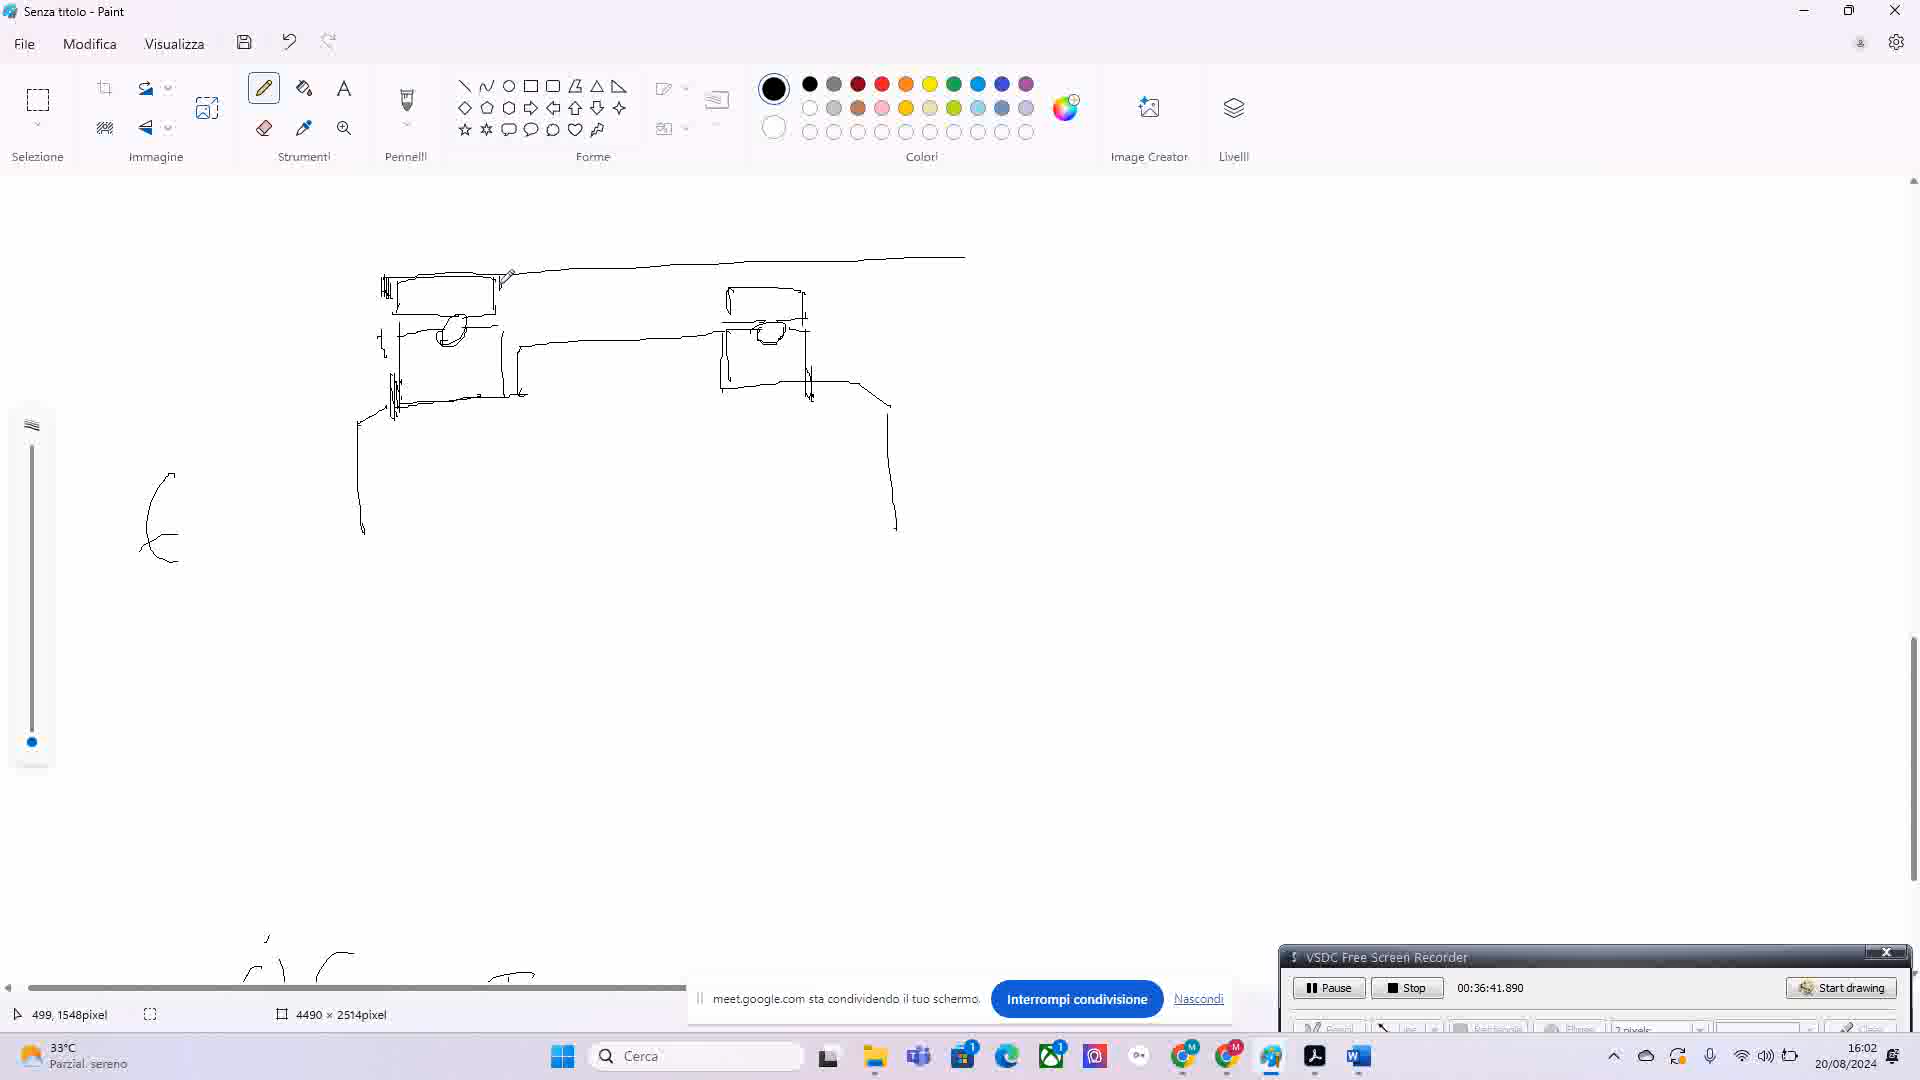 Senza titolo - Paint
File Modifica Visualizza
Selezione Immagine Strumenti Pennelli Forme Colori Image Creator Livelli
meet.google.com sta condividendo il tuo schermo. Interrompi condivisione Nascondi
VSDC Free Screen Recorder
Pause Stop 00:36:41.890 Start drawing
2 pixels
499, 1548pixel 4490 × 2514pixel
33°C
Parzial. sereno
Cerca
16:02
20/08/2024